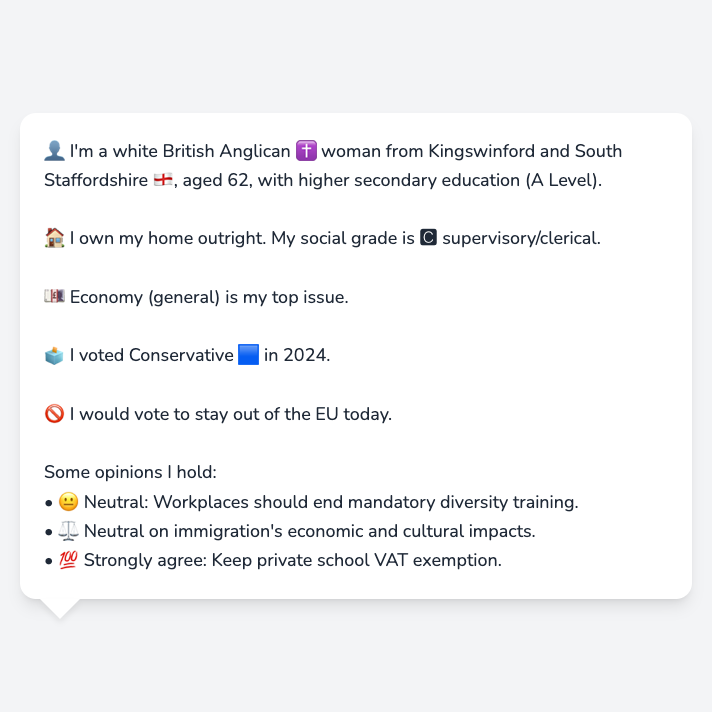 👤 I'm a white British Anglican ✝️ woman from Kingswinford and South
Staffordshire 🏴󠁧󠁢󠁥󠁮󠁧󠁿, aged 62, with higher secondary education (A Level).
🏠 I own my home outright. My social grade is 🅲 supervisory/clerical.
💷 Economy (general) is my top issue.
🗳️ I voted Conservative 🟦 in 2024.
🚫 I would vote to stay out of the EU today.
Some opinions I hold:
• 😐 Neutral: Workplaces should end mandatory diversity training.
• ⚖️ Neutral on immigration's economic and cultural impacts.
• 💯 Strongly agree: Keep private school VAT exemption.